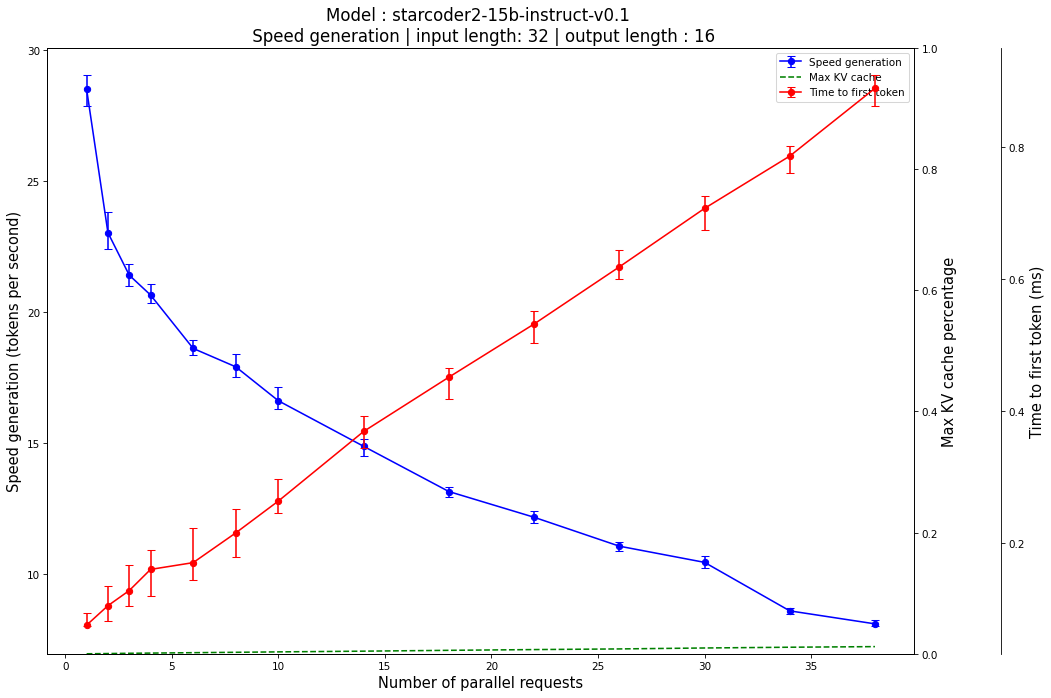 Model : starcoder2-15b-instruct-v0.1
Speed generation | input length: 32 | output length : 16
Speed generation
Max KV cache
Time to first token
Speed generation (tokens per second)
30
25
20
15
10
0
5
10
15
20
25
30
35
Number of parallel requests
1.0
0.8
0.6
0.4
0.2
0.0
Max KV cache percentage
0.8
0.6
0.4
0.2
Time to first token (ms)